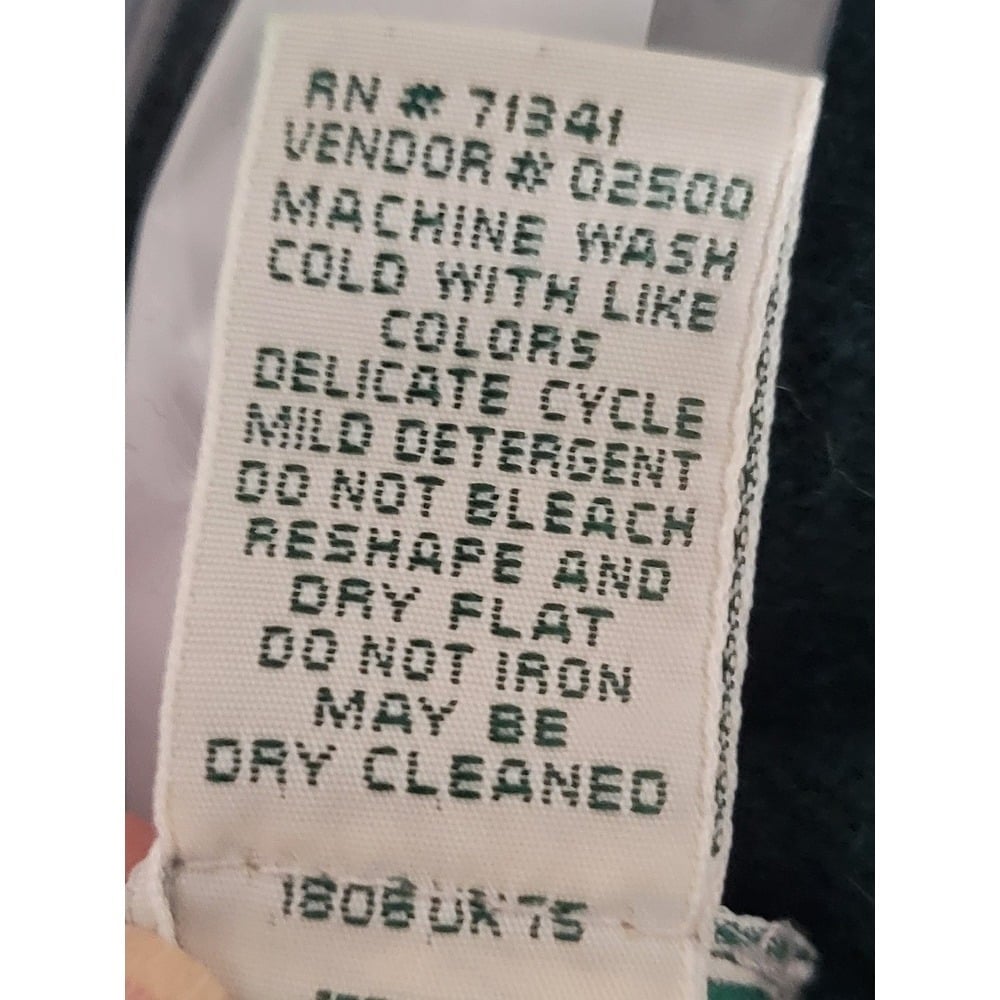 RN # 71341
VENDOR # 02500
MACHINE WASH
COLD WITH LIKE
COLORS
DELICATE CYCLE
MILD DETERGENT
DO NOT BLEACH
RESHAPE AND
DRY FLAT
DO NOT IRON
MAY BE
DRY CLEANED
1808 UK 75